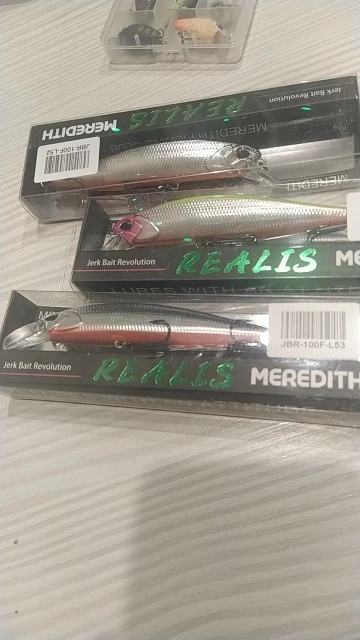 Jerk Bait Revolution
REALIS
MEREDITH
JBR-100F-L52
Jerk Bait Revolution
REALIS
ME
JBR-100F-L53
Jerk Bait Revolution
REALIS
MEREDITH